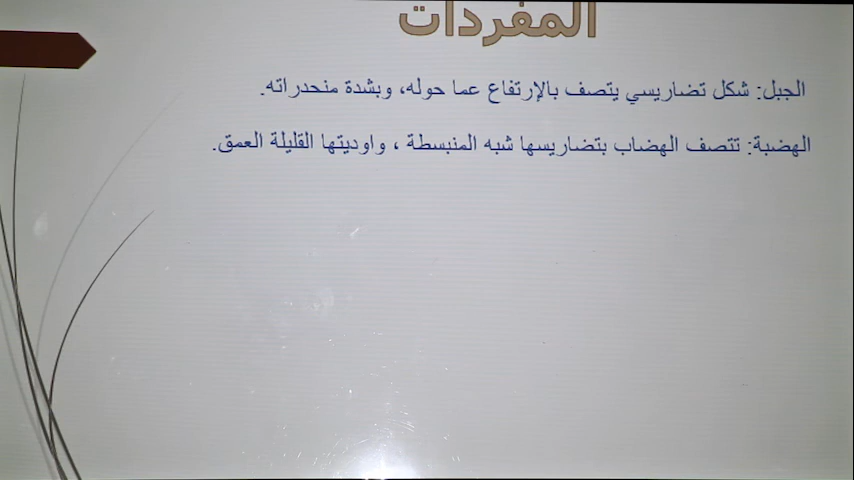 المفردات
الجبل: شكل تضاريسي يتصف بالإرتفاع عما حوله، وبشدة منحدراته.
الهضبة: تتصف الهضاب بتضاريسها شبه المنبسطة ، واوديتها القليلة العمق.